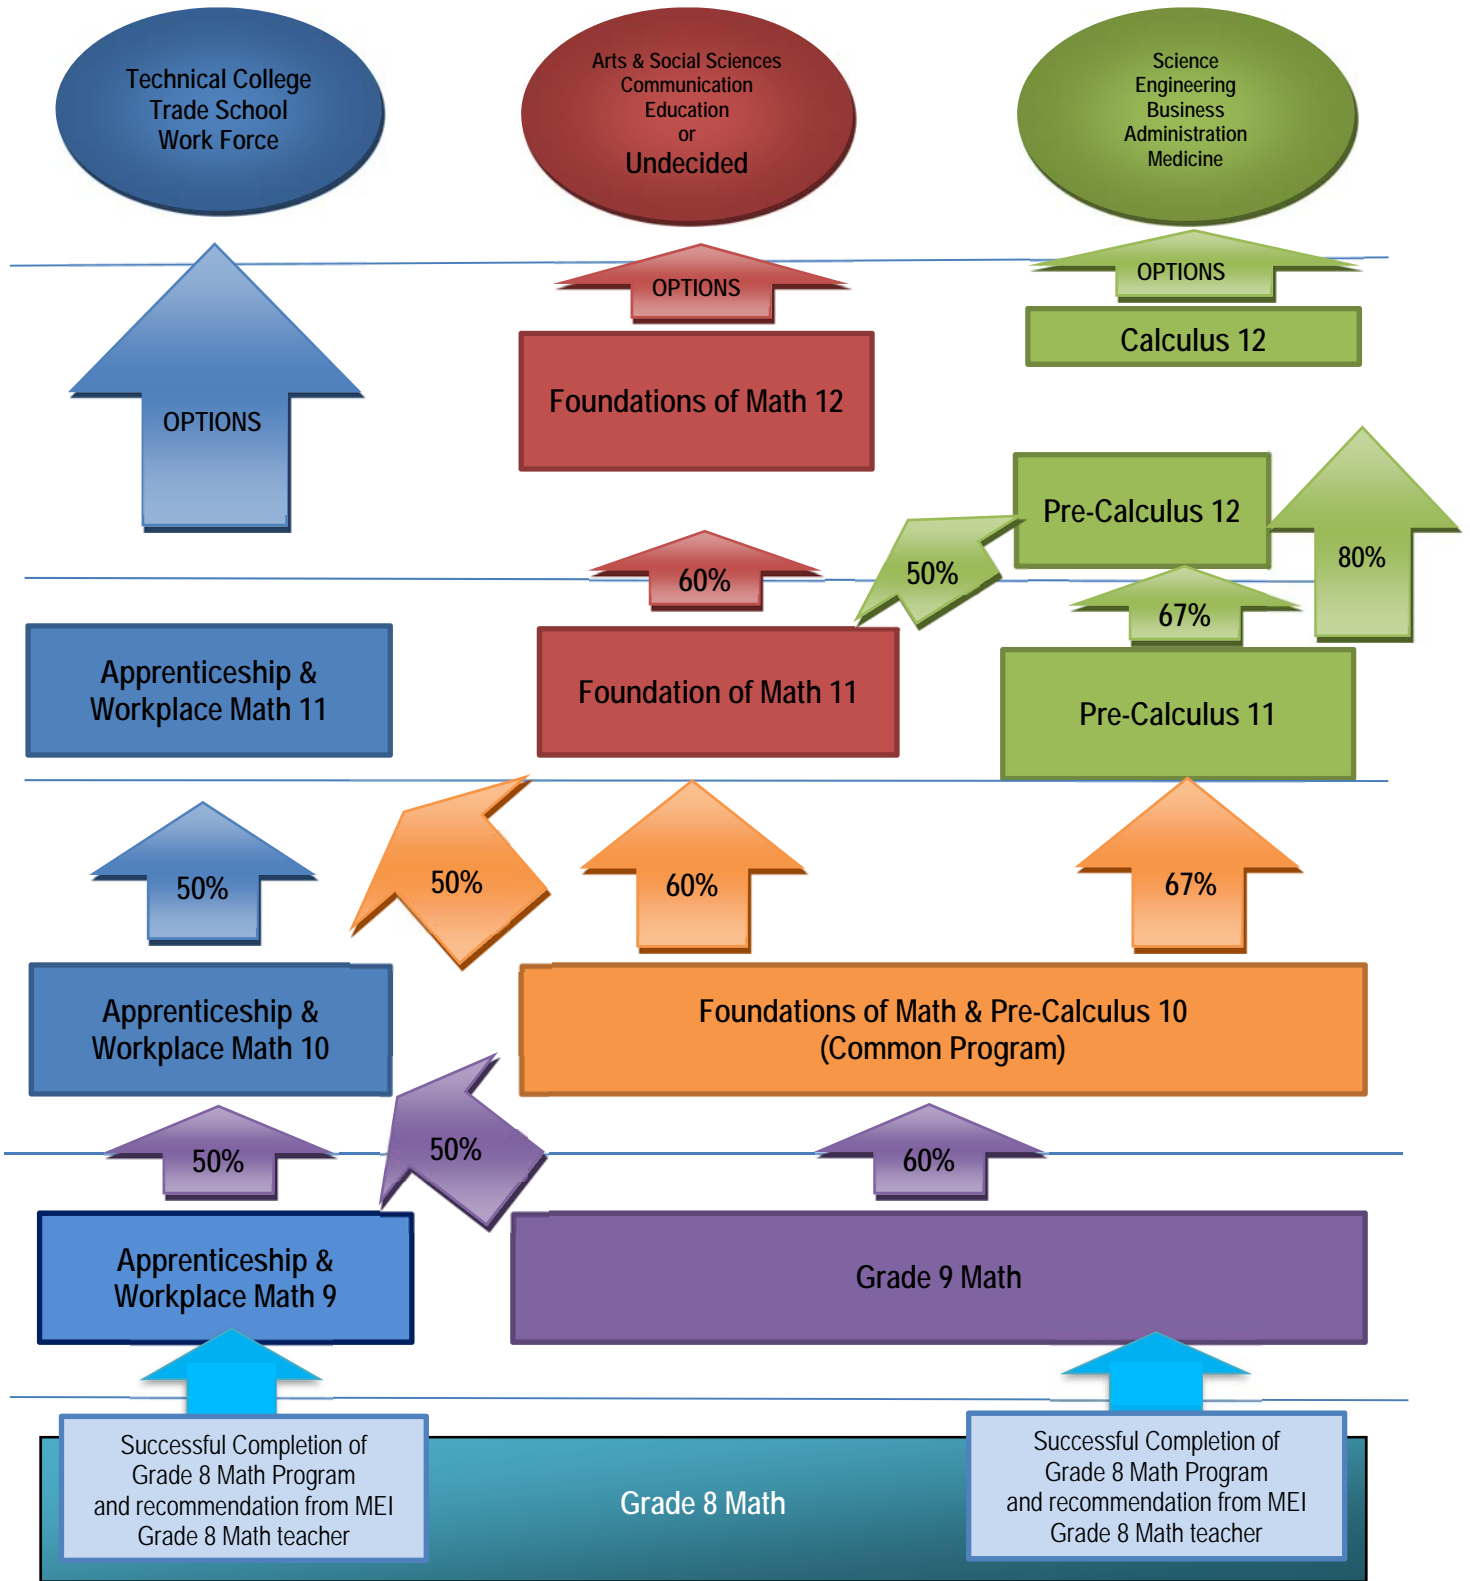 Technical College
Trade School
Work Force
Arts & Social Sciences
Communication
Education
or
Undecided
Science
Engineering
Business
Administration
Medicine
OPTIONS
OPTIONS
OPTIONS
Calculus 12
Foundations of Math 12
Pre-Calculus 12
60%
50%
67%
80%
Apprenticeship &
Workplace Math 11
Foundation of Math 11
Pre-Calculus 11
50%
50%
60%
67%
Apprenticeship &
Workplace Math 10
Foundations of Math & Pre-Calculus 10
(Common Program)
50%
50%
60%
Apprenticeship &
Workplace Math 9
Grade 9 Math
Successful Completion of
Grade 8 Math Program
and recommendation from MEI
Grade 8 Math teacher
Grade 8 Math
Successful Completion of
Grade 8 Math Program
and recommendation from MEI
Grade 8 Math teacher